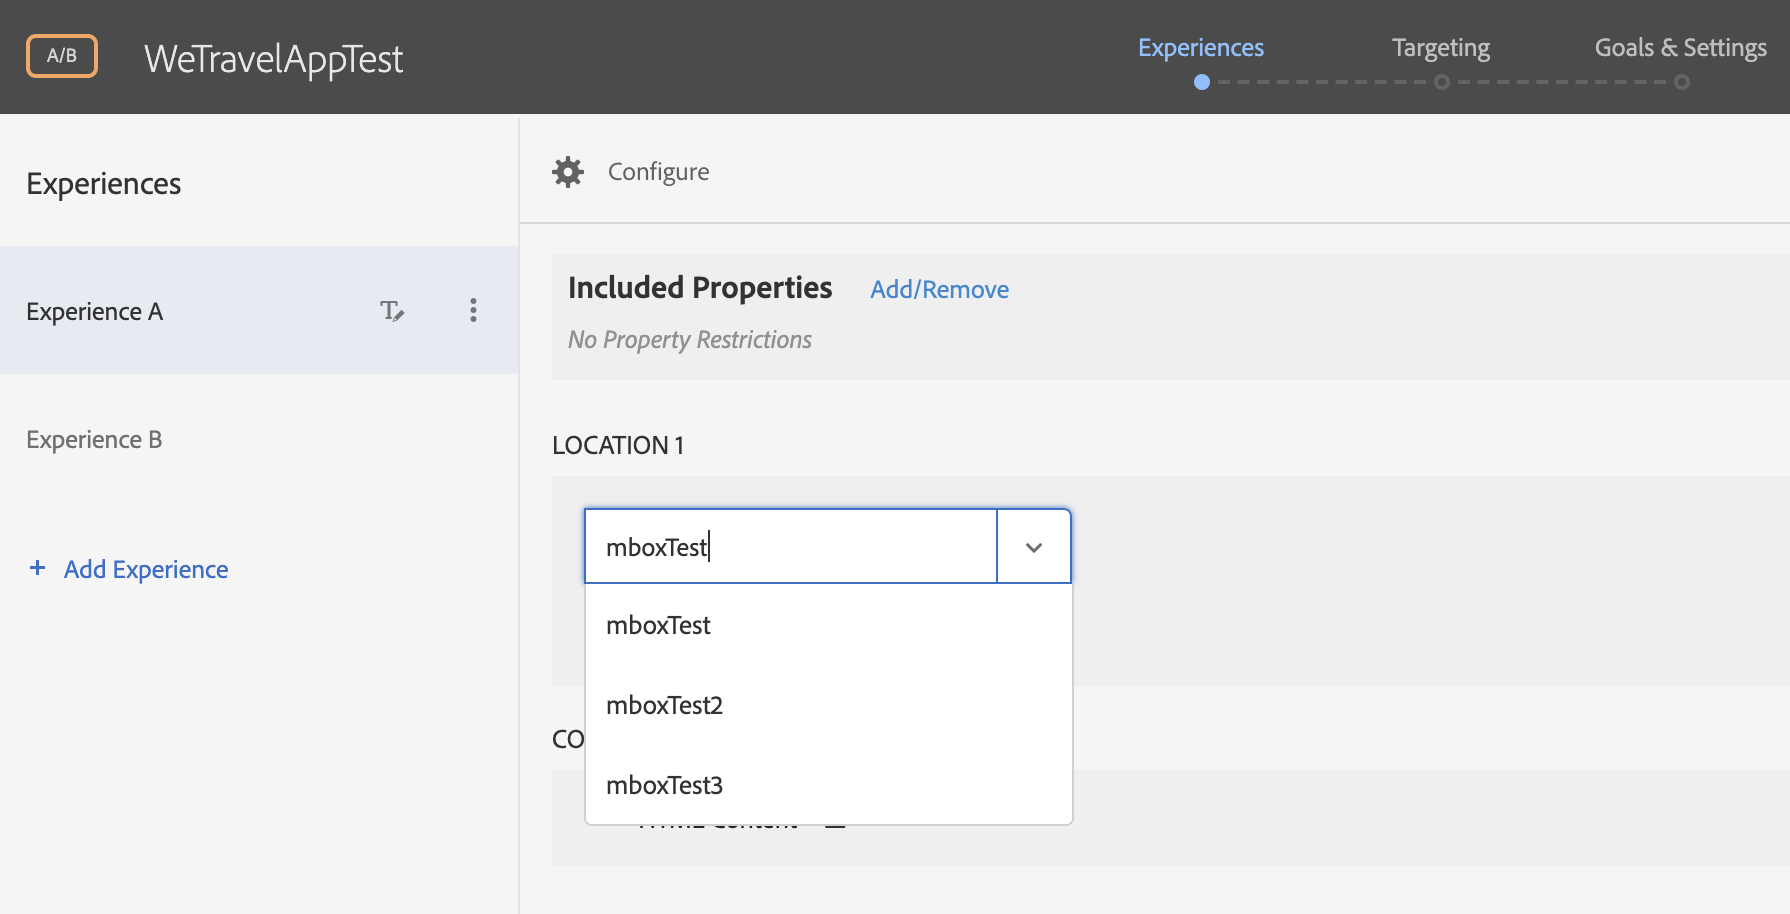 A/B
WeTravelAppTest
Experiences
Targeting
Goals & Settings
Experiences
Experience A
Experience B
+ Add Experience
Configure
Included Properties
Add/Remove
No Property Restrictions
LOCATION 1
mboxTest
mboxTest
mboxTest2
mboxTest3
CO